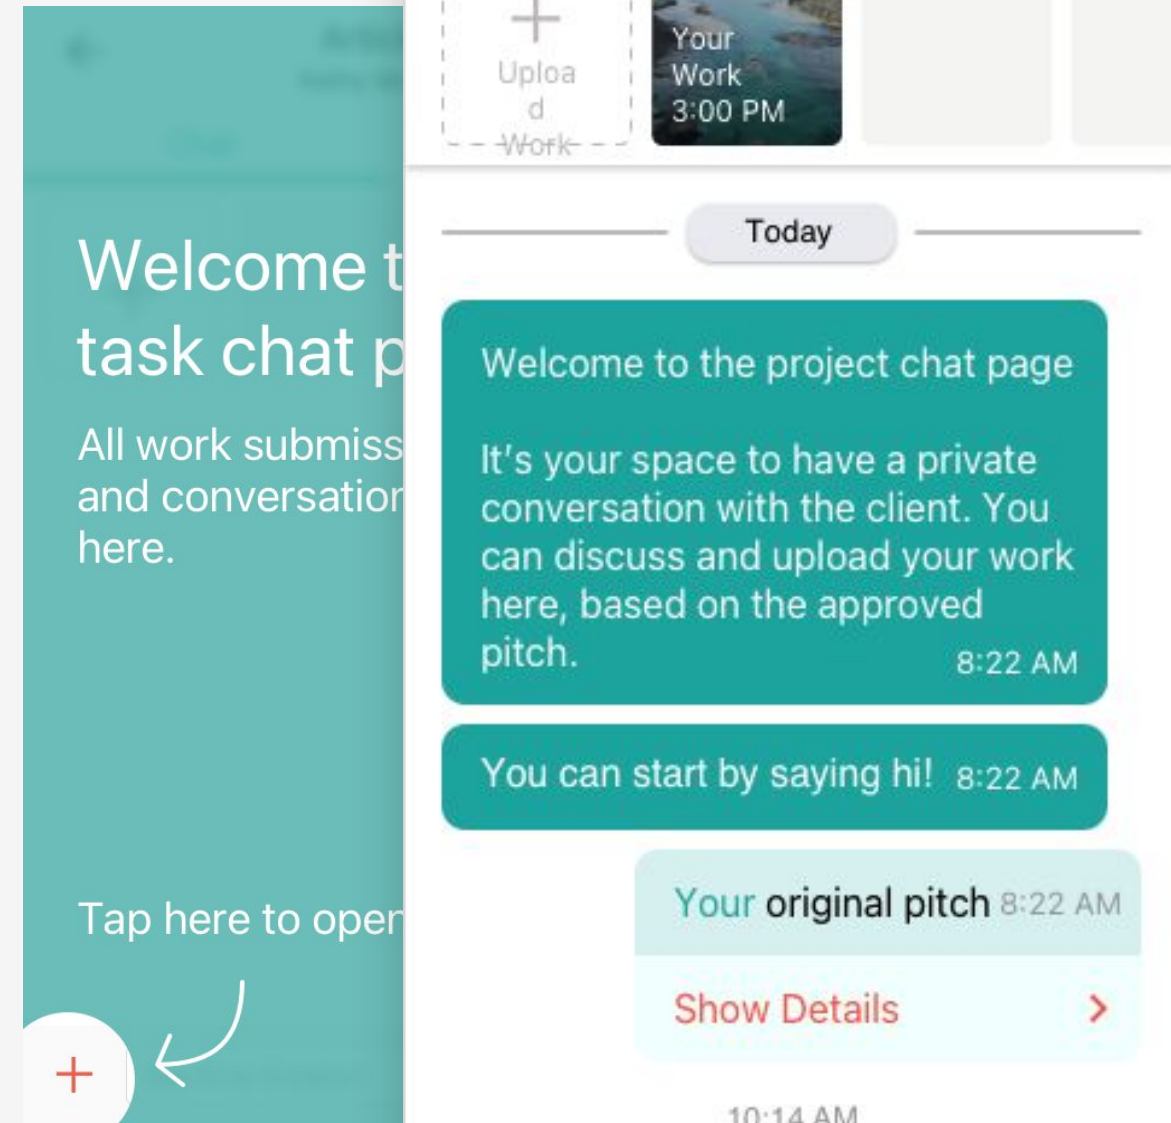 Chat
Welcome t
task chat p
All work submiss
and conversation
here.
Tap here to open
Uploa
d
Work
Your
Work
3:00 PM
Today
Welcome to the project chat page
It's your space to have a private
conversation with the client. You
can discuss and upload your work
here, based on the approved
pitch.
8:22 AM
You can start by saying hi! 8:22 AM
Your original pitch 8:22 AM
Show Details
10:14 AM